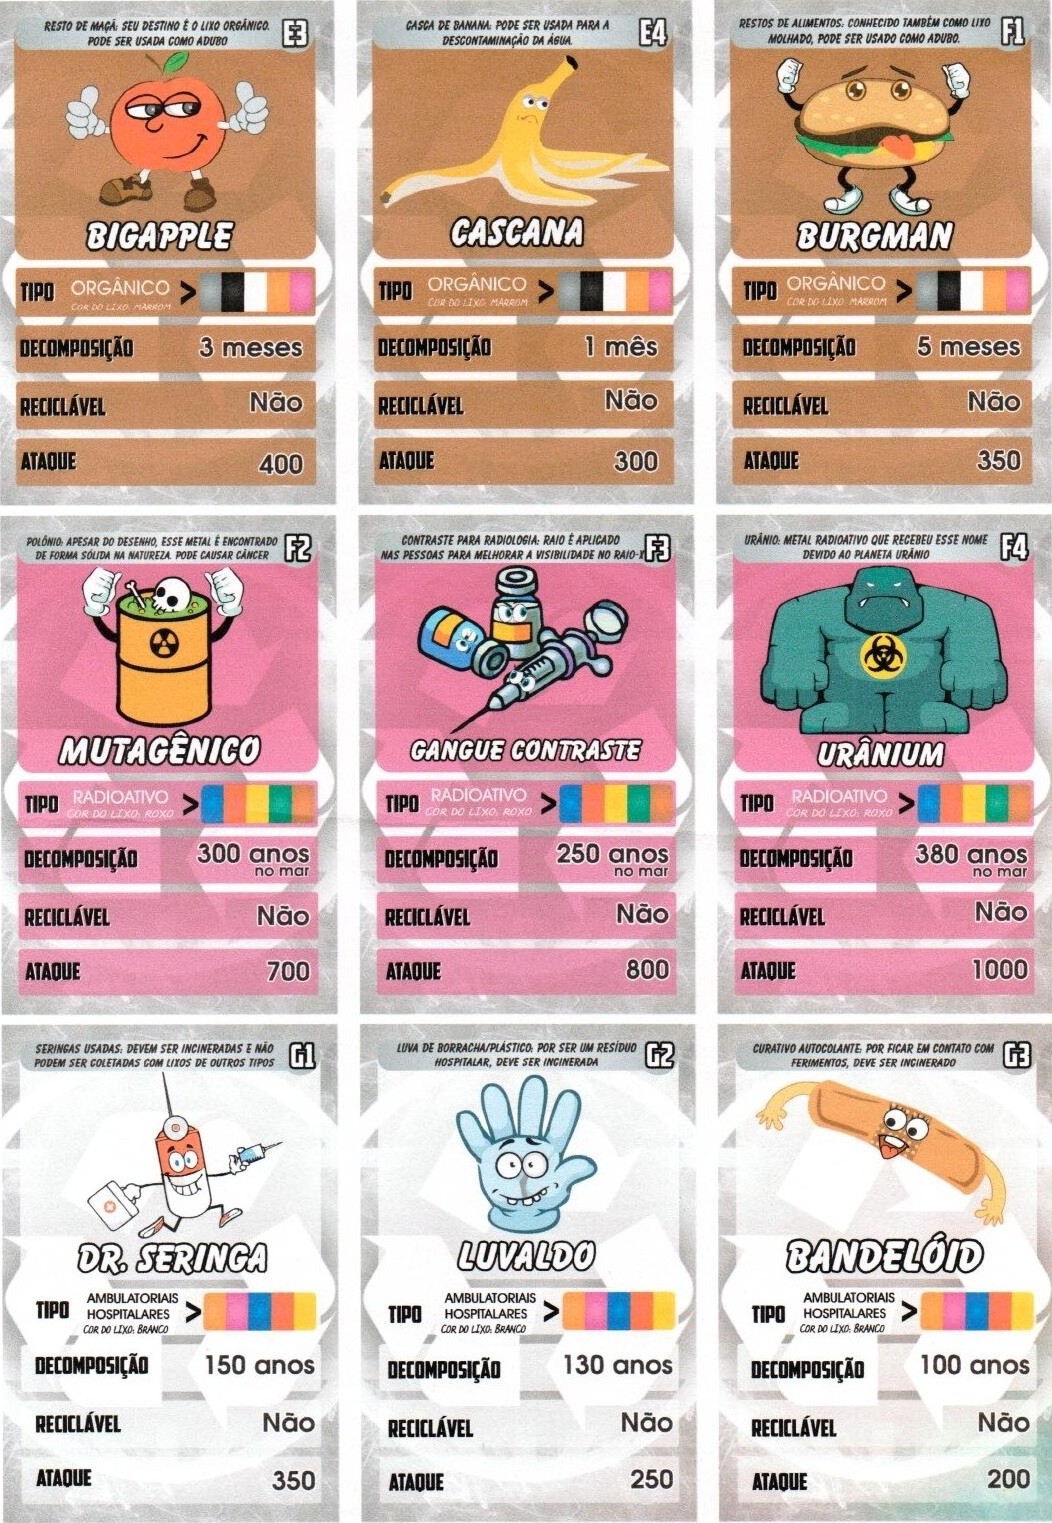 RESTO DE MAÇÃ: SEU DESTINO É O LIXO ORGÂNICO.
PODE SER USADA COMO ADUBO
E3
BIGAPPLE
TIPO ORGÂNICO >
COR DO LIXO: MARROM
DECOMPOSIÇÃO 3 meses
RECICLÁVEL Não
ATAQUE 400
CASCA DE BANANA: PODE SER USADA PARA A
DESCONTAMINAÇÃO DA ÁGUA.
E4
CASCANA
TIPO ORGÂNICO >
COR DO LIXO: MARROM
DECOMPOSIÇÃO 1 mês
RECICLÁVEL Não
ATAQUE 300
RESTOS DE ALIMENTOS: CONHECIDO TAMBÉM COMO LIXO
MOLHADO, PODE SER USADO COMO ADUBO.
F1
BURGMAN
TIPO ORGÂNICO >
COR DO LIXO: MARROM
DECOMPOSIÇÃO 5 meses
RECICLÁVEL Não
ATAQUE 350
POLÔNIO: APESAR DO DESENHO, ESSE METAL É ENCONTRADO
DE FORMA SÓLIDA NA NATUREZA. PODE CAUSAR CÂNCER
F2
MUTAGÊNICO
TIPO RADIOATIVO >
COR DO LIXO: ROXO
DECOMPOSIÇÃO 300 anos
no mar
RECICLÁVEL Não
ATAQUE 700
CONTRASTE PARA RADIOLOGIA: RAIO É APLICADO
NAS PESSOAS PARA MELHORAR A VISIBILIDADE NO RAIO-X
F3
GANGUE CONTRASTE
TIPO RADIOATIVO >
COR DO LIXO: ROXO
DECOMPOSIÇÃO 250 anos
no mar
RECICLÁVEL Não
ATAQUE 800
URÂNIO: METAL RADIOATIVO QUE RECEBEU ESSE NOME
DEVIDO AO PLANETA URÂNIO
F4
URÂNIUM
TIPO RADIOATIVO >
COR DO LIXO: ROXO
DECOMPOSIÇÃO 380 anos
no mar
RECICLÁVEL Não
ATAQUE 1000
SERINGAS USADAS: DEVEM SER INCINERADAS E NÃO
PODEM SER COLETADAS COM LIXOS DE OUTROS TIPOS
G1
DR. SERINGA
TIPO AMBULATORIAIS
HOSPITALARES >
COR DO LIXO: BRANCO
DECOMPOSIÇÃO 150 anos
RECICLÁVEL Não
ATAQUE 350
LUVA DE BORRACHA/PLÁSTICO: POR SER UM RESÍDUO
HOSPITALAR, DEVE SER INCINERADA
G2
LUVALDO
TIPO AMBULATORIAIS
HOSPITALARES >
COR DO LIXO: BRANCO
DECOMPOSIÇÃO 130 anos
RECICLÁVEL Não
ATAQUE 250
CURATIVO AUTOCOLANTE: POR FICAR EM CONTATO COM
FERIMENTOS, DEVE SER INCINERADO
G3
BANDELÓID
TIPO AMBULATORIAIS
HOSPITALARES >
COR DO LIXO: BRANCO
DECOMPOSIÇÃO 100 anos
RECICLÁVEL Não
ATAQUE 200